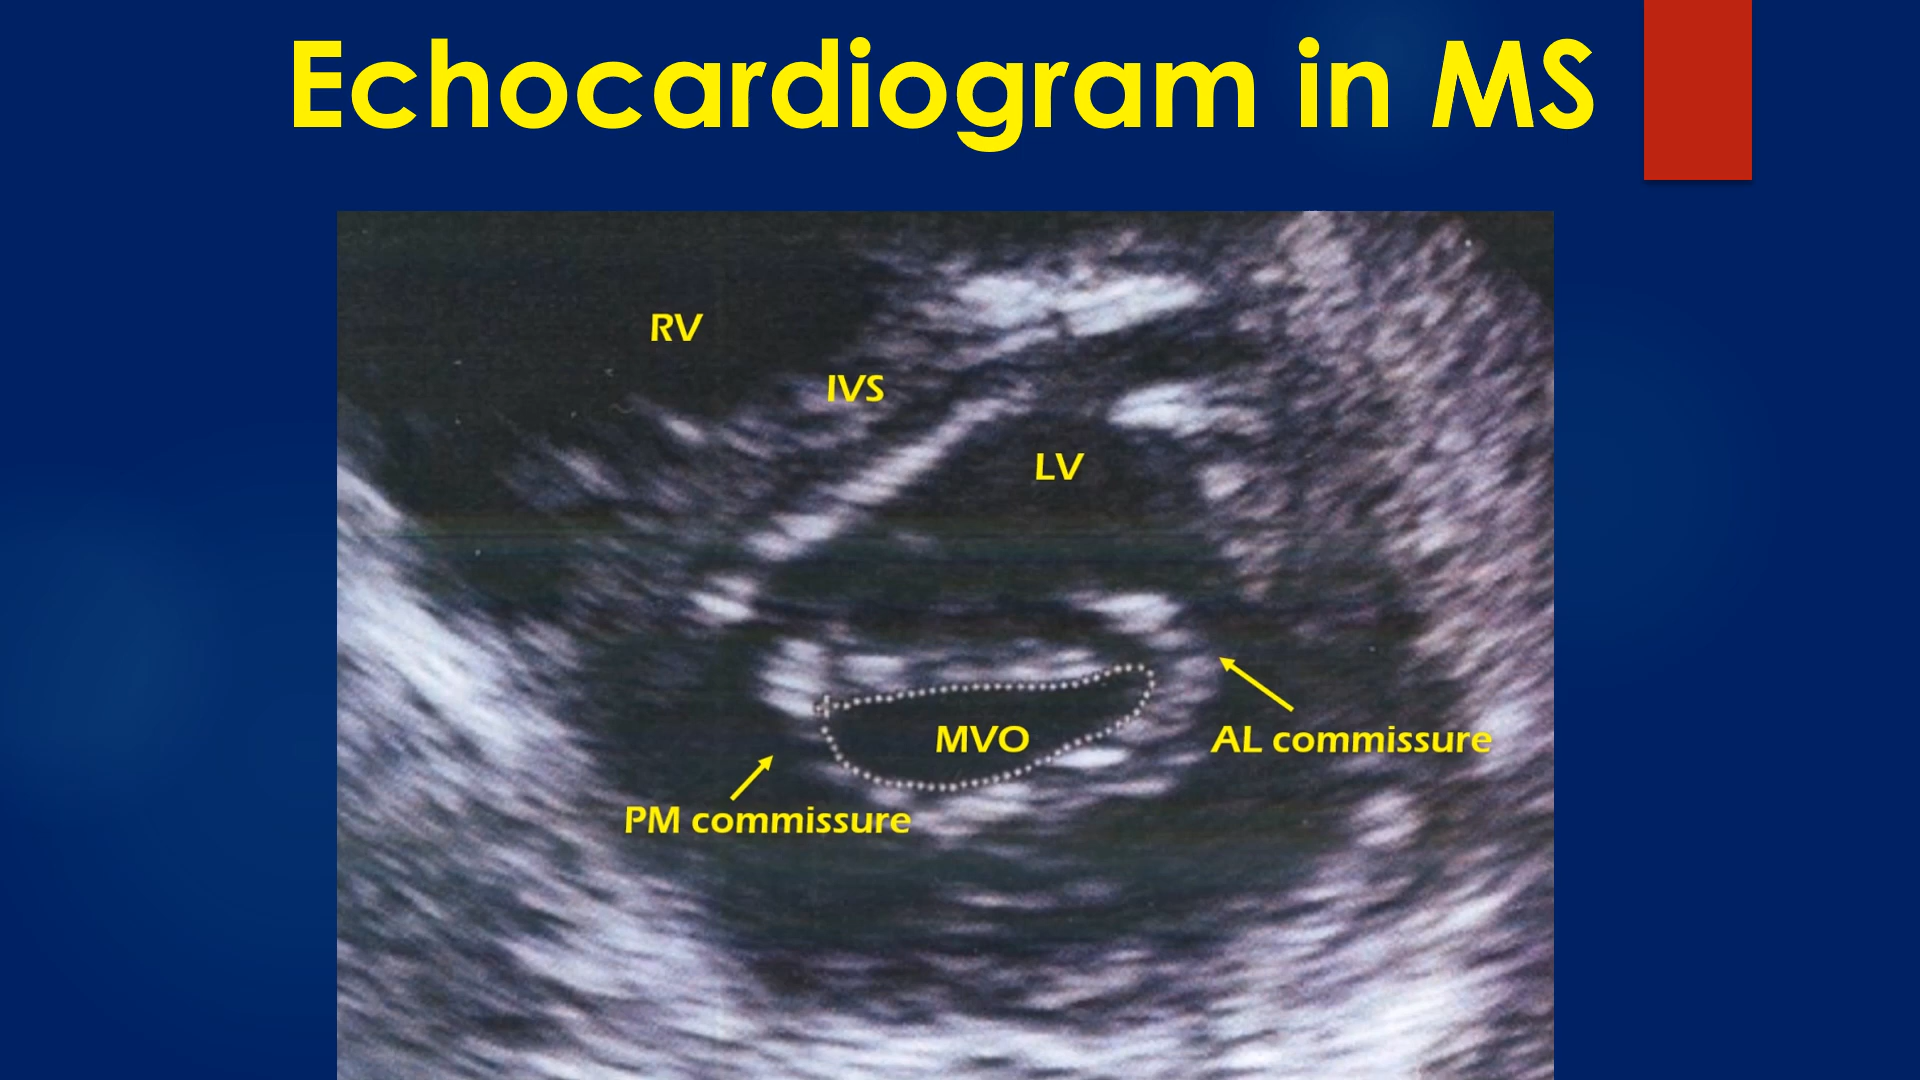 Echocardiogram in MS
RV
IVS
LV
MVO
AL commissure
PM commissure